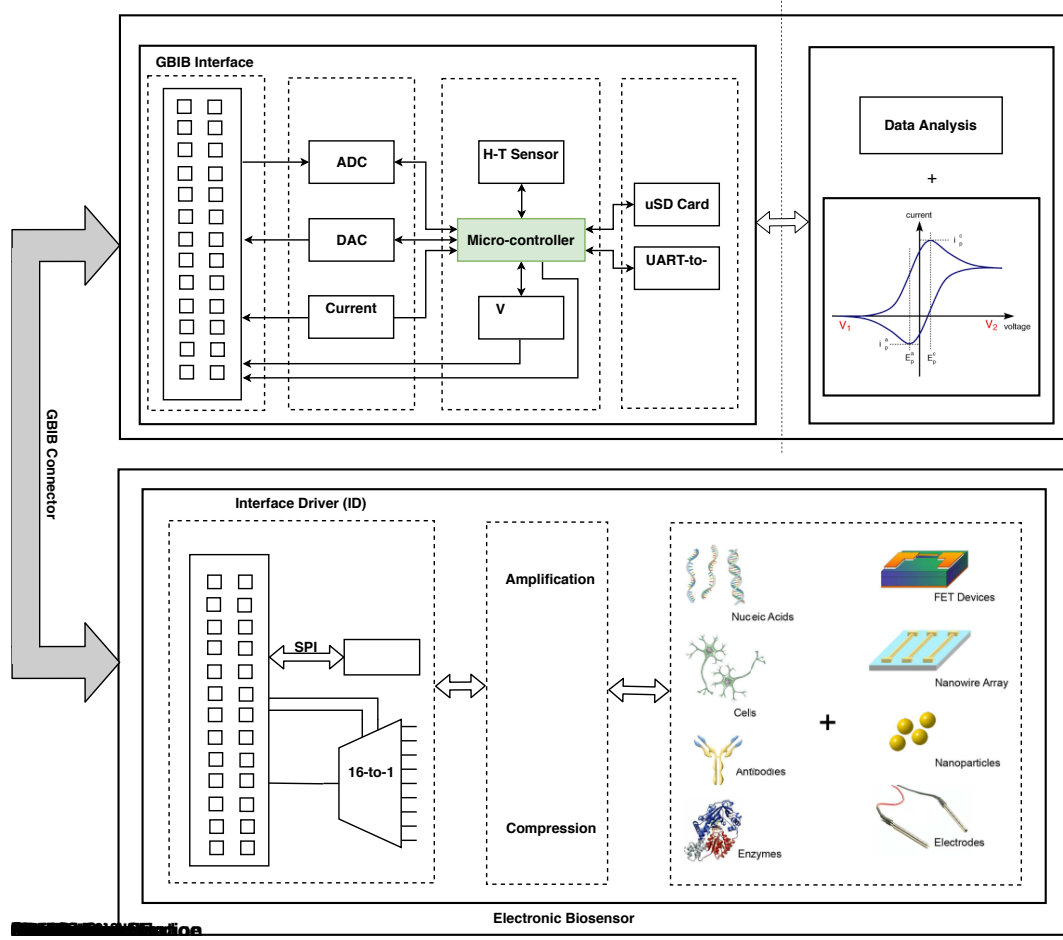 GBIB Interface
ADC
DAC
Current
H-T Sensor
Micro-controller
V
uSD Card
UART-to-
Data Analysis
+
current
i p c
V1
V2
voltage
i p a
E p a
E p c
GBIB Connector
Interface Driver (ID)
SPI
16-to-1
Amplification
Compression
Nuceic Acids
FET Devices
Cells
Nanowire Array
+
Antibodies
Nanoparticles
Enzymes
Electrodes
Electronic Biosensor